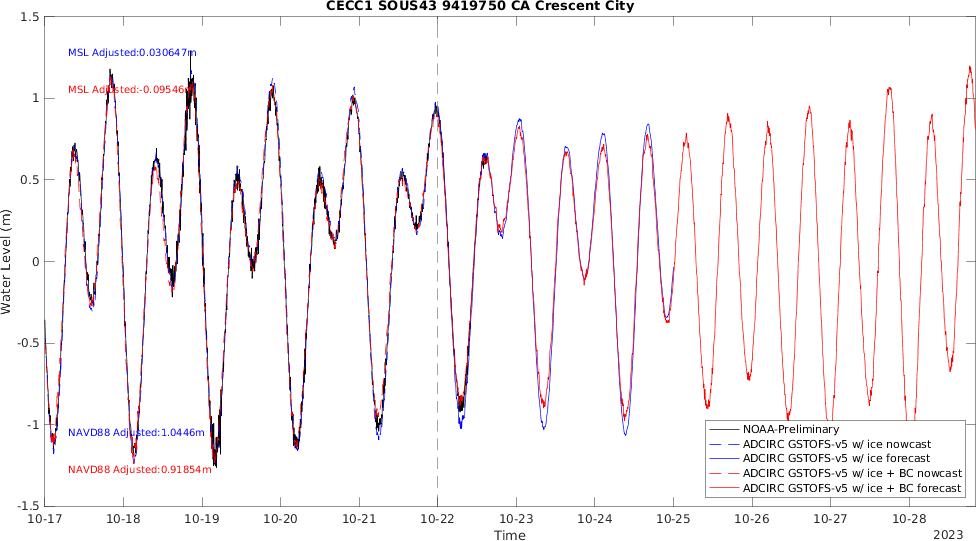 CECC1 SOUS43 9419750 CA Crescent City
1.5
1
0.5
0
-0.5
-1
-1.5
Water Level (m)
MSL Adjusted:0.030647m
MSL Adjusted:-0.09546m
NAVD88 Adjusted:1.0446m
NAVD88 Adjusted:0.91854m
NOAA-Preliminary
ADCIRC GSTOFS-v5 w/ ice nowcast
ADCIRC GSTOFS-v5 w/ ice forecast
ADCIRC GSTOFS-v5 w/ ice + BC nowcast
ADCIRC GSTOFS-v5 w/ ice + BC forecast
10-17 10-18 10-19 10-20 10-21 10-22 10-23 10-24 10-25 10-26 10-27 10-28
Time
2023